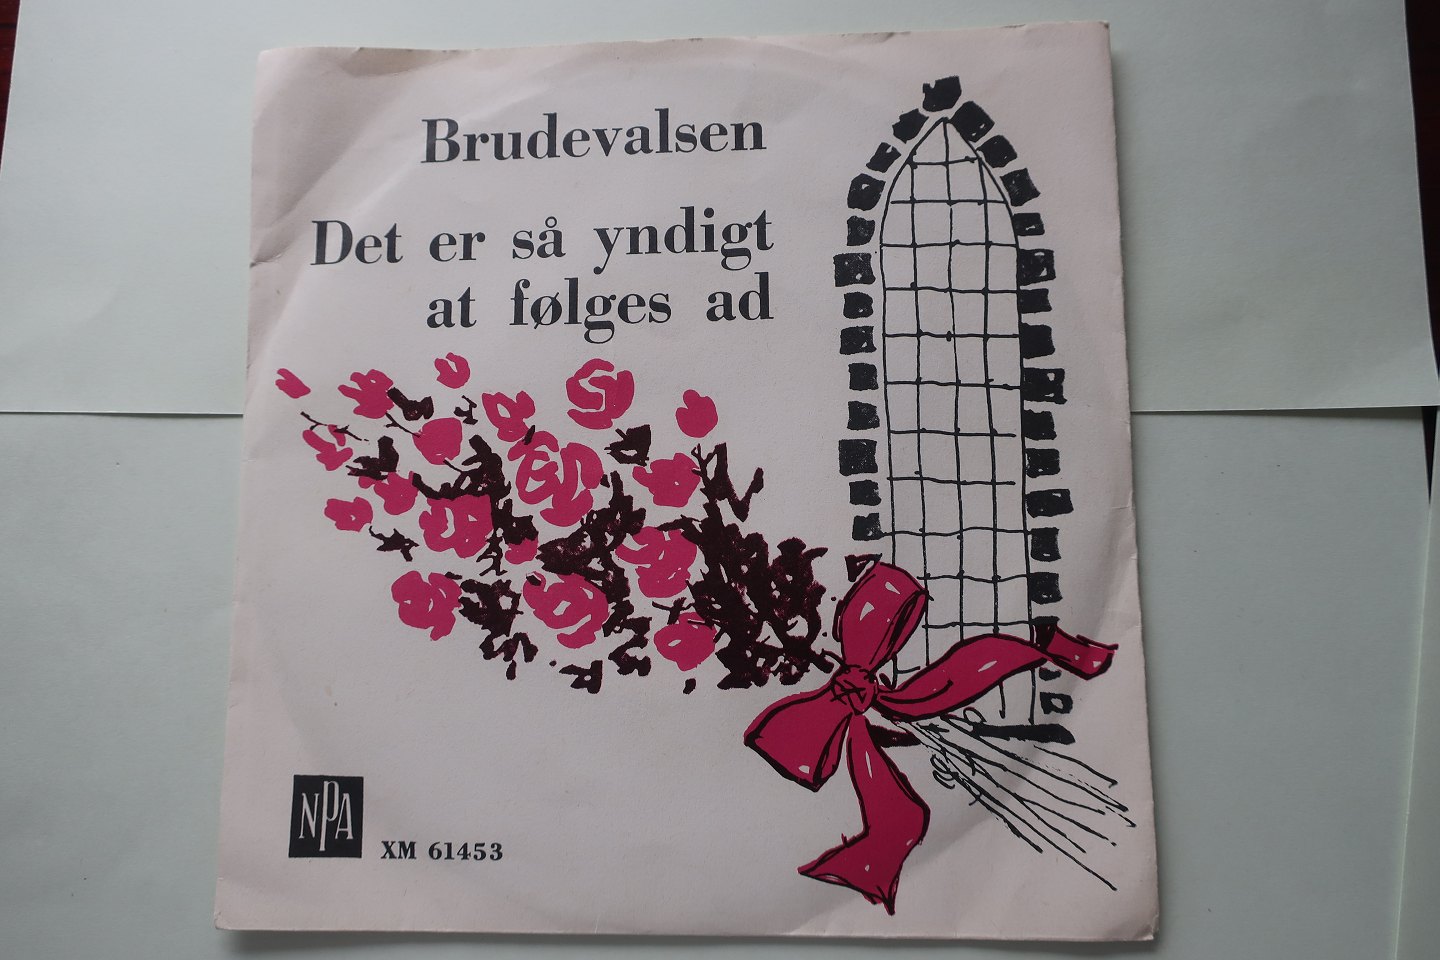 Brudevalsen
Det er så yndigt
at følges ad
NPA
XM 61453